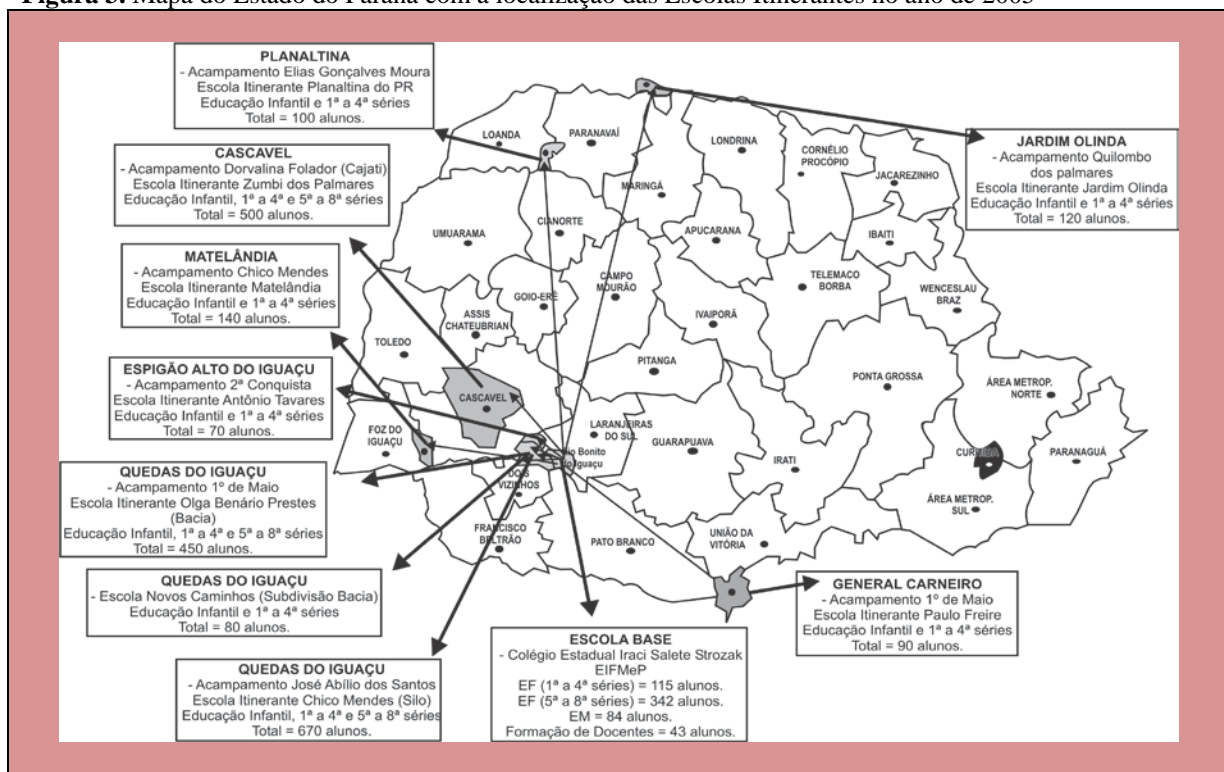 Figura 3: Mapa do Estado do Paraná com a localização das Escolas Itinerantes no ano de 2005
PLANALTINA
- Acampamento Elias Gonçalves Moura
Escola Itinerante Planaltina do PR
Educação Infantil e 1ª a 4ª séries
Total = 100 alunos.
CASCAVEL
- Acampamento Dorvalina Folador (Cajati)
Escola Itinerante Zumbi dos Palmares
Educação Infantil, 1ª a 4ª e 5ª a 8ª séries
Total = 500 alunos.
MATELÂNDIA
- Acampamento Chico Mendes
Escola Itinerante Matelândia
Educação Infantil e 1ª a 4ª séries
Total = 140 alunos.
ESPIGÃO ALTO DO IGUAÇU
- Acampamento 2ª Conquista
Escola Itinerante Antônio Tavares
Educação Infantil e 1ª a 4ª séries
Total = 70 alunos.
QUEDAS DO IGUAÇU
- Acampamento 1º de Maio
Escola Itinerante Olga Benário Prestes
(Bacia)
Educação Infantil, 1ª a 4ª e 5ª a 8ª séries
Total = 450 alunos.
QUEDAS DO IGUAÇU
- Escola Novos Caminhos (Subdivisão Bacia)
Educação Infantil e 1ª a 4ª séries
Total = 80 alunos.
QUEDAS DO IGUAÇU
- Acampamento José Abílio dos Santos
Escola Itinerante Chico Mendes (Silo)
Educação Infantil, 1ª a 4ª e 5ª a 8ª séries
Total = 670 alunos.
ESCOLA BASE
- Colégio Estadual Iraci Salete Strozak
EIFMeP
EF (1ª a 4ª séries) = 115 alunos.
EF (5ª a 8ª séries) = 342 alunos.
EM = 84 alunos.
Formação de Docentes = 43 alunos.
GENERAL CARNEIRO
- Acampamento 1º de Maio
Escola Itinerante Paulo Freire
Educação Infantil e 1ª a 4ª séries
Total = 90 alunos.
JARDIM OLINDA
- Acampamento Quilombo
dos palmares
Escola Itinerante Jardim Olinda
Educação Infantil e 1ª a 4ª séries
Total = 120 alunos.
LOANDA
PARANAVAÍ
LONDRINA
CORNÉLIO
PROCÓPIO
JACAREZINHO
MARINGÁ
UMUARAMA
CIANORTE
APUCARANA
IBAITI
CAMPO
MOURÃO
TELEMACO
BORBA
WENCESLAU
BRAZ
GOIO-ERÊ
IVAIPORÃ
ASSIS
CHATEUBRIAN
TOLEDO
PITANGA
PONTA GROSSA
ÁREA METROP.
NORTE
CASCAVEL
LARANJEIRAS
DO SUL
FOZ DO
IGUAÇU
Rio Bonito
do Iguaçu
GUARAPUAVA
IRATI
CURITIBA
PARANAGUÁ
DOIS
VIZINHOS
ÁREA METROP.
SUL
FRANCISCO
BELTRÃO
PATO BRANCO
UNIÃO DA
VITÓRIA